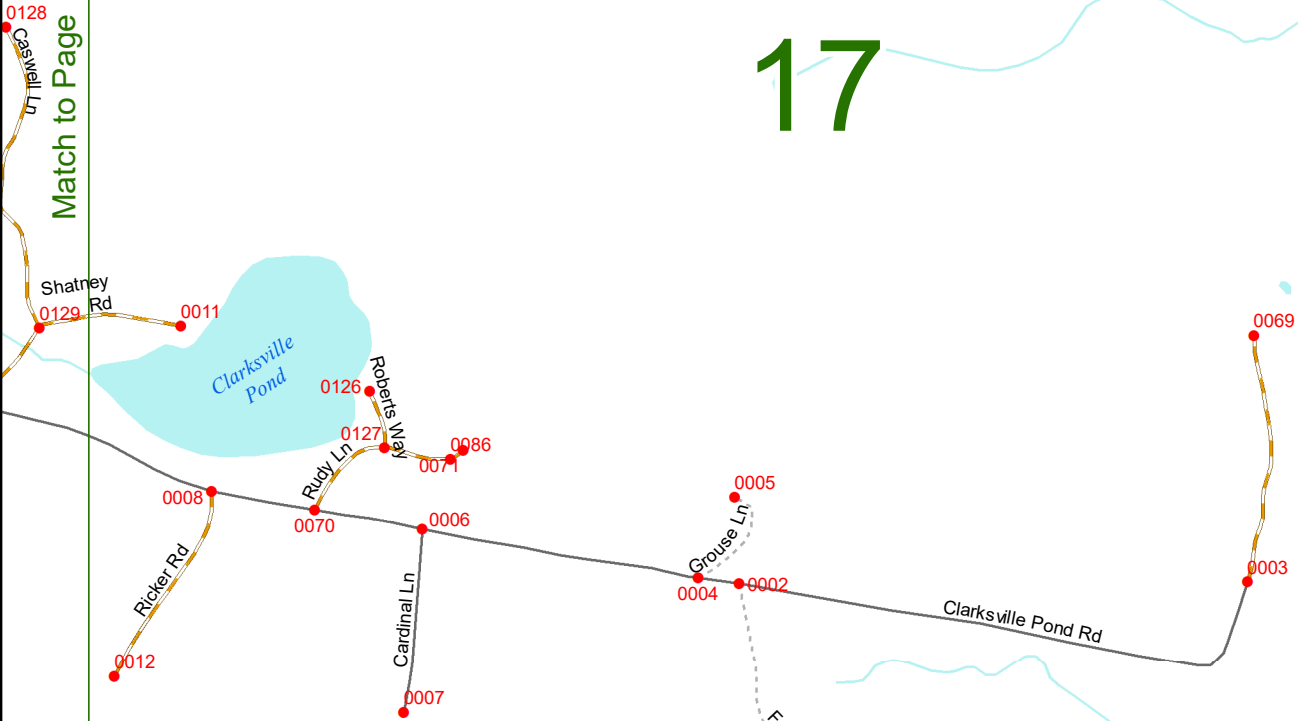 0128
Caswell Ln
Match to Page
17
Shatney
Rd
0129
0011
Clarksville
Pond
0069
0126
Roberts Way
0127
0086
0071
Rudy Ln
0008
0070
0006
0005
Grouse Ln
0004
0002
0003
Ricker Rd
Cardinal Ln
Clarksville Pond Rd
0012
0007